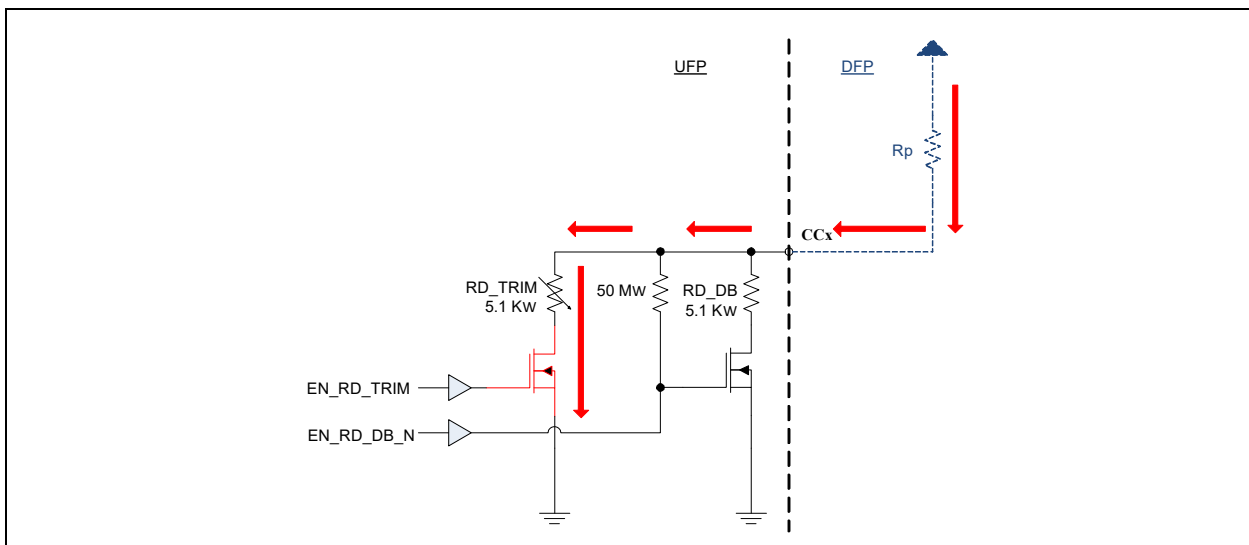 UFP
DFP
Rp
CCx
RD_TRIM
5.1 Kw
50 Mw
RD_DB
5.1 Kw
EN_RD_TRIM
EN_RD_DB_N